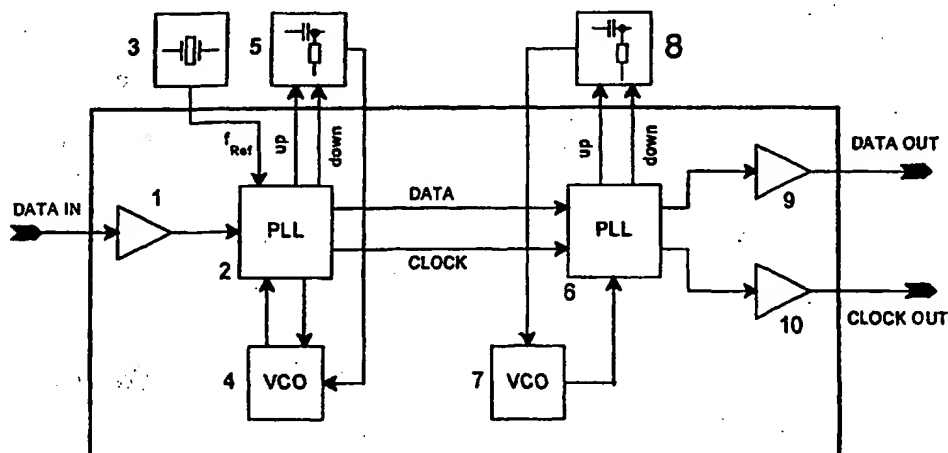 3
5
8
f Ref
up
down
up
down
DATA OUT
DATA IN
1
PLL
DATA
CLOCK
PLL
9
2
6
10
CLOCK OUT
4
VCO
7
VCO